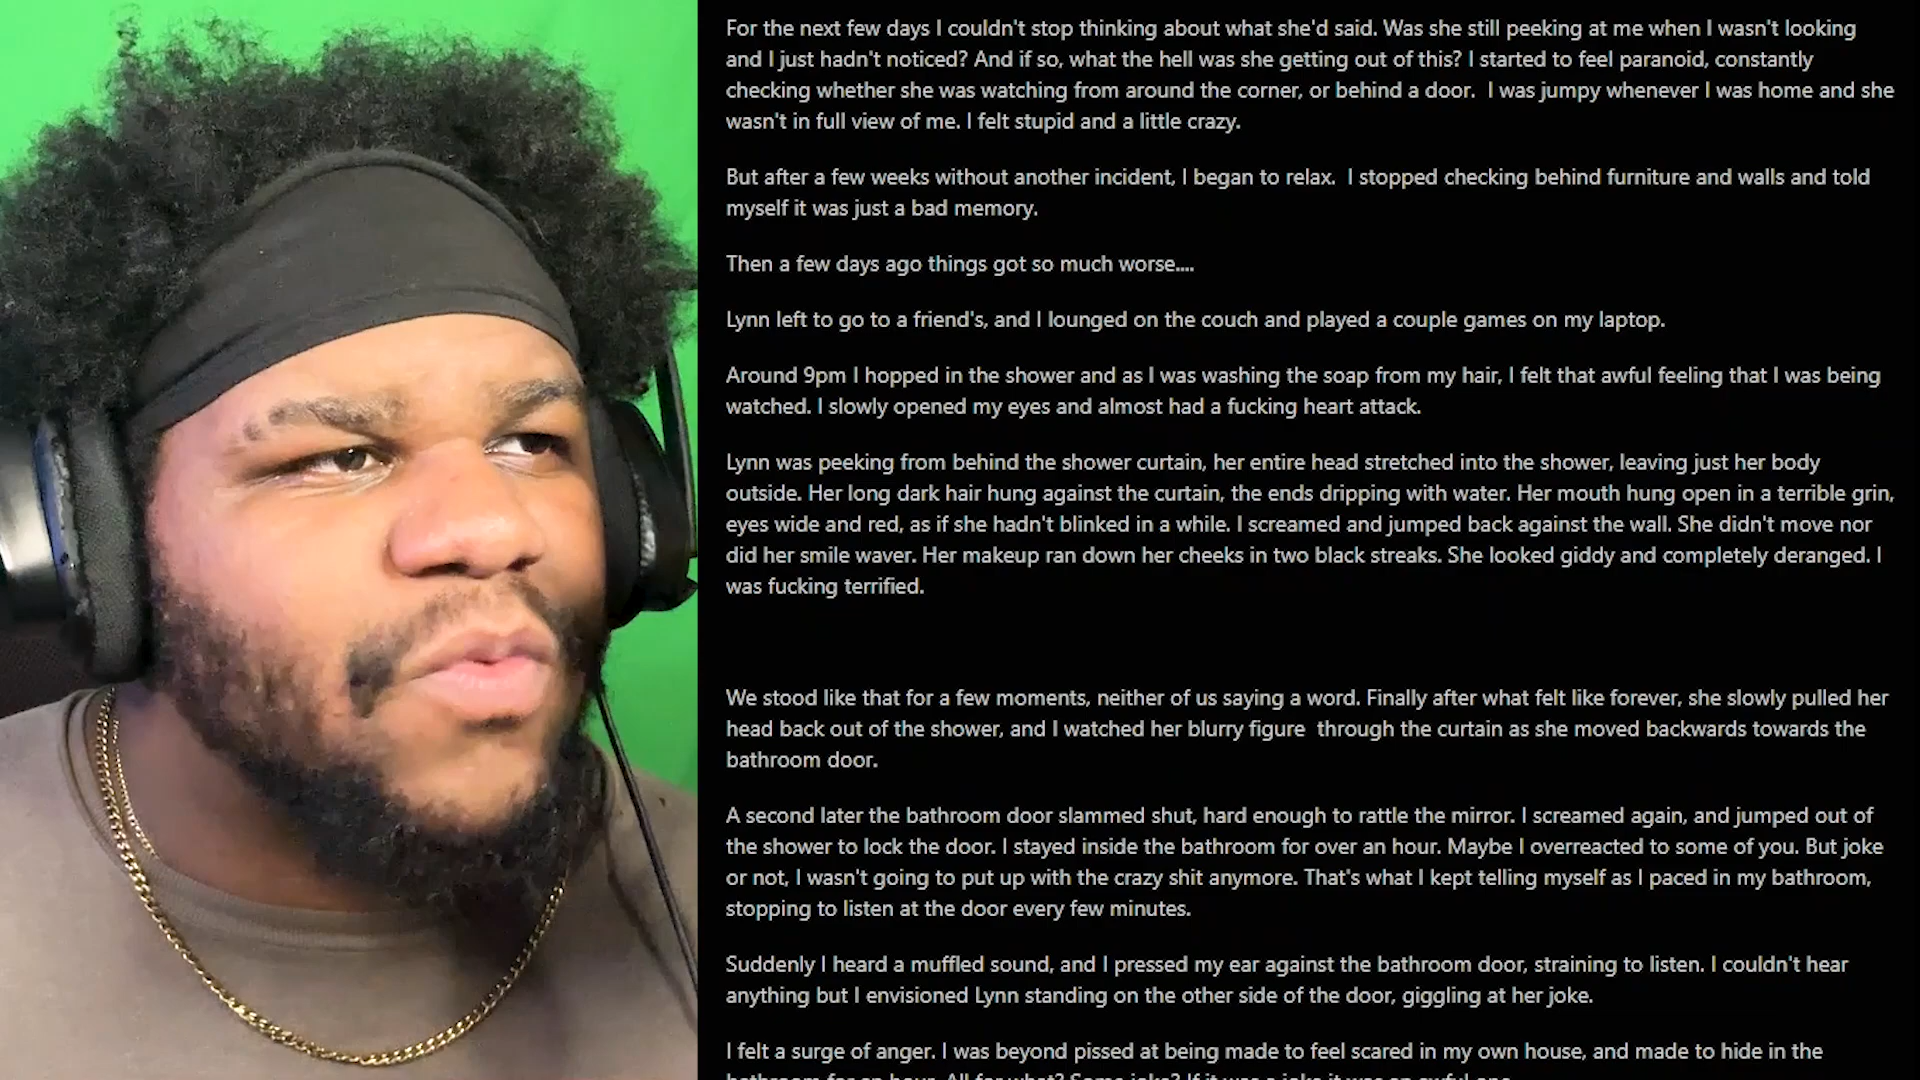 For the next few days I couldn't stop thinking about what she'd said. Was she still peeking at me when I wasn't looking
and I just hadn't noticed? And if so, what the hell was she getting out of this? I started to feel paranoid, constantly
checking whether she was watching from around the corner, or behind a door.  I was jumpy whenever I was home and she
wasn't in full view of me. I felt stupid and a little crazy.
But after a few weeks without another incident, I began to relax.  I stopped checking behind furniture and walls and told
myself it was just a bad memory.
Then a few days ago things got so much worse....
Lynn left to go to a friend's, and I lounged on the couch and played a couple games on my laptop.
Around 9pm I hopped in the shower and as I was washing the soap from my hair, I felt that awful feeling that I was being
watched. I slowly opened my eyes and almost had a fucking heart attack.
Lynn was peeking from behind the shower curtain, her entire head stretched into the shower, leaving just her body
outside. Her long dark hair hung against the curtain, the ends dripping with water. Her mouth hung open in a terrible grin,
eyes wide and red, as if she hadn't blinked in a while. I screamed and jumped back against the wall. She didn't move nor
did her smile waver. Her makeup ran down her cheeks in two black streaks. She looked giddy and completely deranged. I
was fucking terrified.
We stood like that for a few moments, neither of us saying a word. Finally after what felt like forever, she slowly pulled her
head back out of the shower, and I watched her blurry figure  through the curtain as she moved backwards towards the
bathroom door.
A second later the bathroom door slammed shut, hard enough to rattle the mirror. I screamed again, and jumped out of
the shower to lock the door. I stayed inside the bathroom for over an hour. Maybe I overreacted to some of you. But joke
or not, I wasn't going to put up with the crazy shit anymore. That's what I kept telling myself as I paced in my bathroom,
stopping to listen at the door every few minutes.
Suddenly I heard a muffled sound, and I pressed my ear against the bathroom door, straining to listen. I couldn't hear
anything but I envisioned Lynn standing on the other side of the door, giggling at her joke.
I felt a surge of anger. I was beyond pissed at being made to feel scared in my own house, and made to hide in the
bathroom for an hour. All for what? Some joke? If it was a joke it was an awful one.